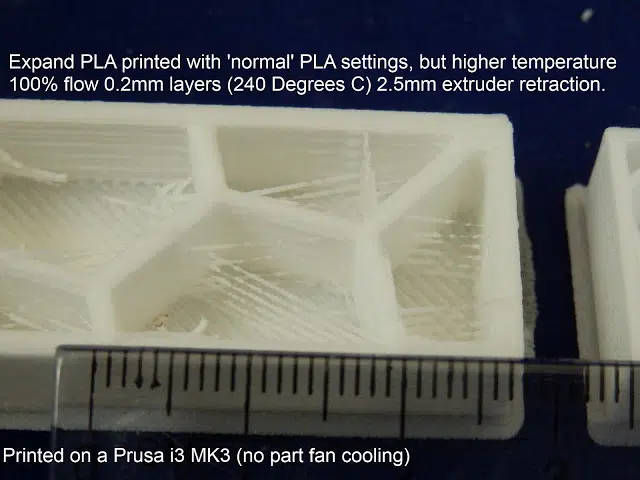 Expand PLA printed with 'normal' PLA settings, but higher temperature
100% flow 0.2mm layers (240 Degrees C) 2.5mm extruder retraction.
Printed on a Prusa i3 MK3 (no part fan cooling)